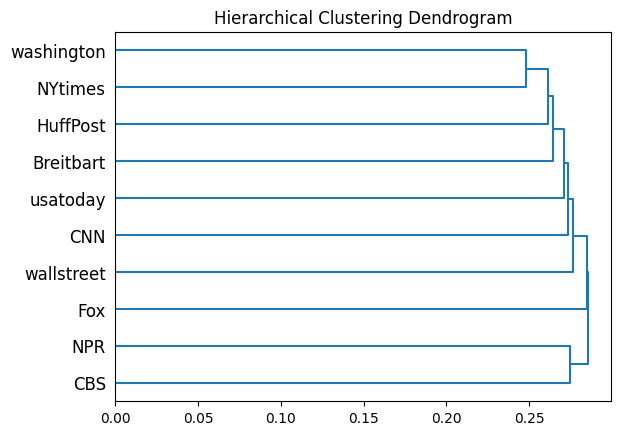 Hierarchical Clustering Dendrogram
washington
NYtimes
HuffPost
Breitbart
usatoday
CNN
wallstreet
Fox
NPR
CBS
0.00 0.05 0.10 0.15 0.20 0.25